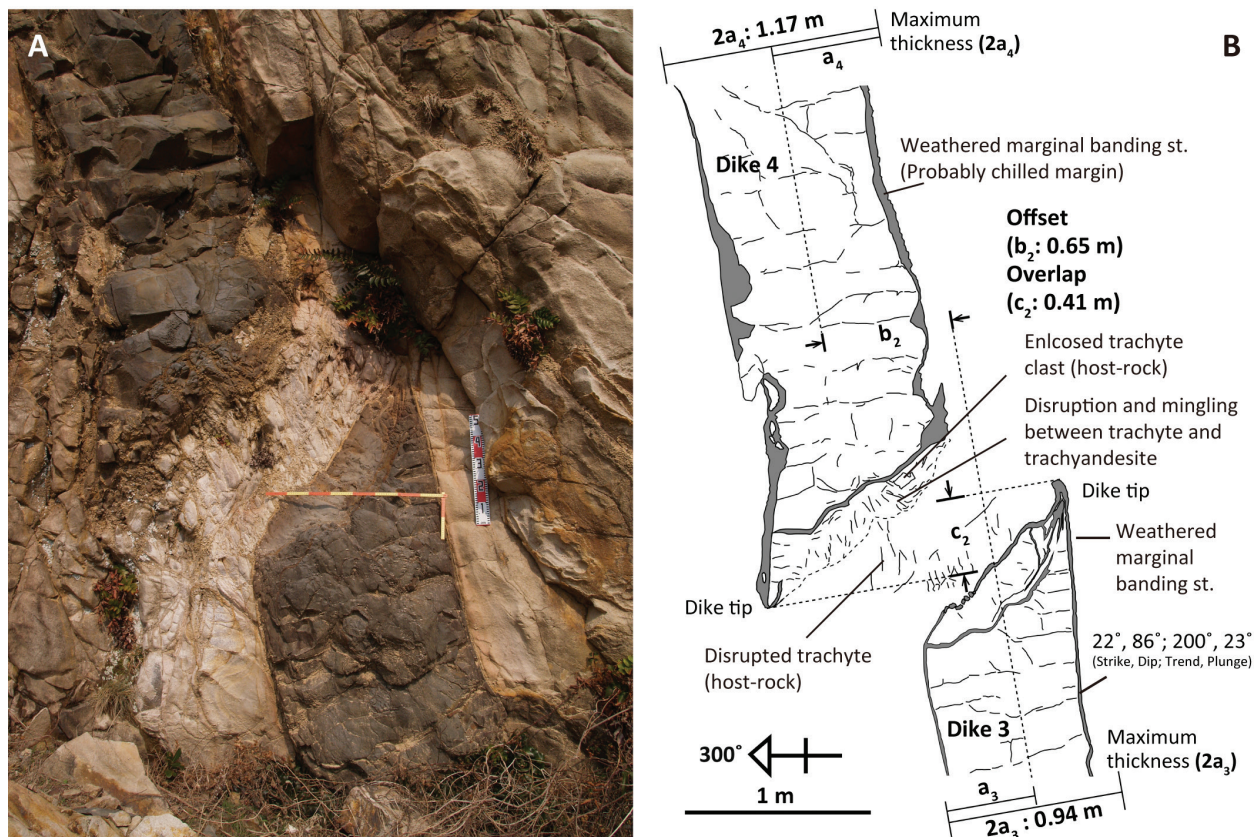 A
B
2a₄: 1.17 m
a₄
Maximum
thickness (2a₄)
Dike 4
Weathered marginal banding st.
(Probably chilled margin)
Offset
(b₂: 0.65 m)
Overlap
(c₂: 0.41 m)
b₂
Enlcosed trachyte
clast (host-rock)
Disruption and mingling
between trachyte and
trachyandesite
c₂
Dike tip
Weathered
marginal
banding st.
Dike tip
Disrupted trachyte
(host-rock)
22˚, 86˚; 200˚, 23˚
(Strike, Dip; Trend, Plunge)
Dike 3
300˚
1 m
Maximum
thickness (2a₃)
a₃
2a₃: 0.94 m